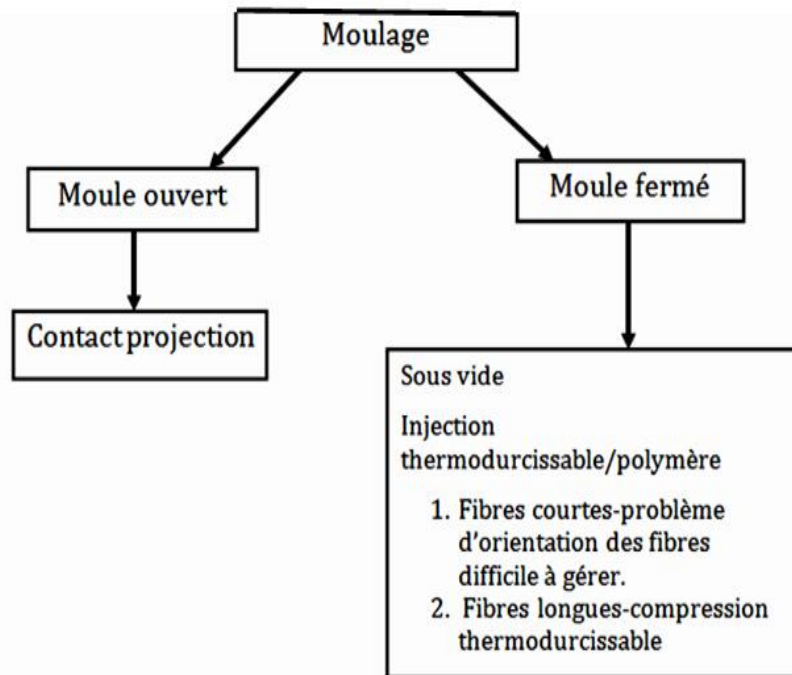 Moulage
Moule ouvert
Moule fermé
Contact projection
Sous vide
Injection
thermodurcissable/polymère
1. Fibres courtes-problème
d'orientation des fibres
difficile à gérer.
2. Fibres longues-compression
thermodurcissable